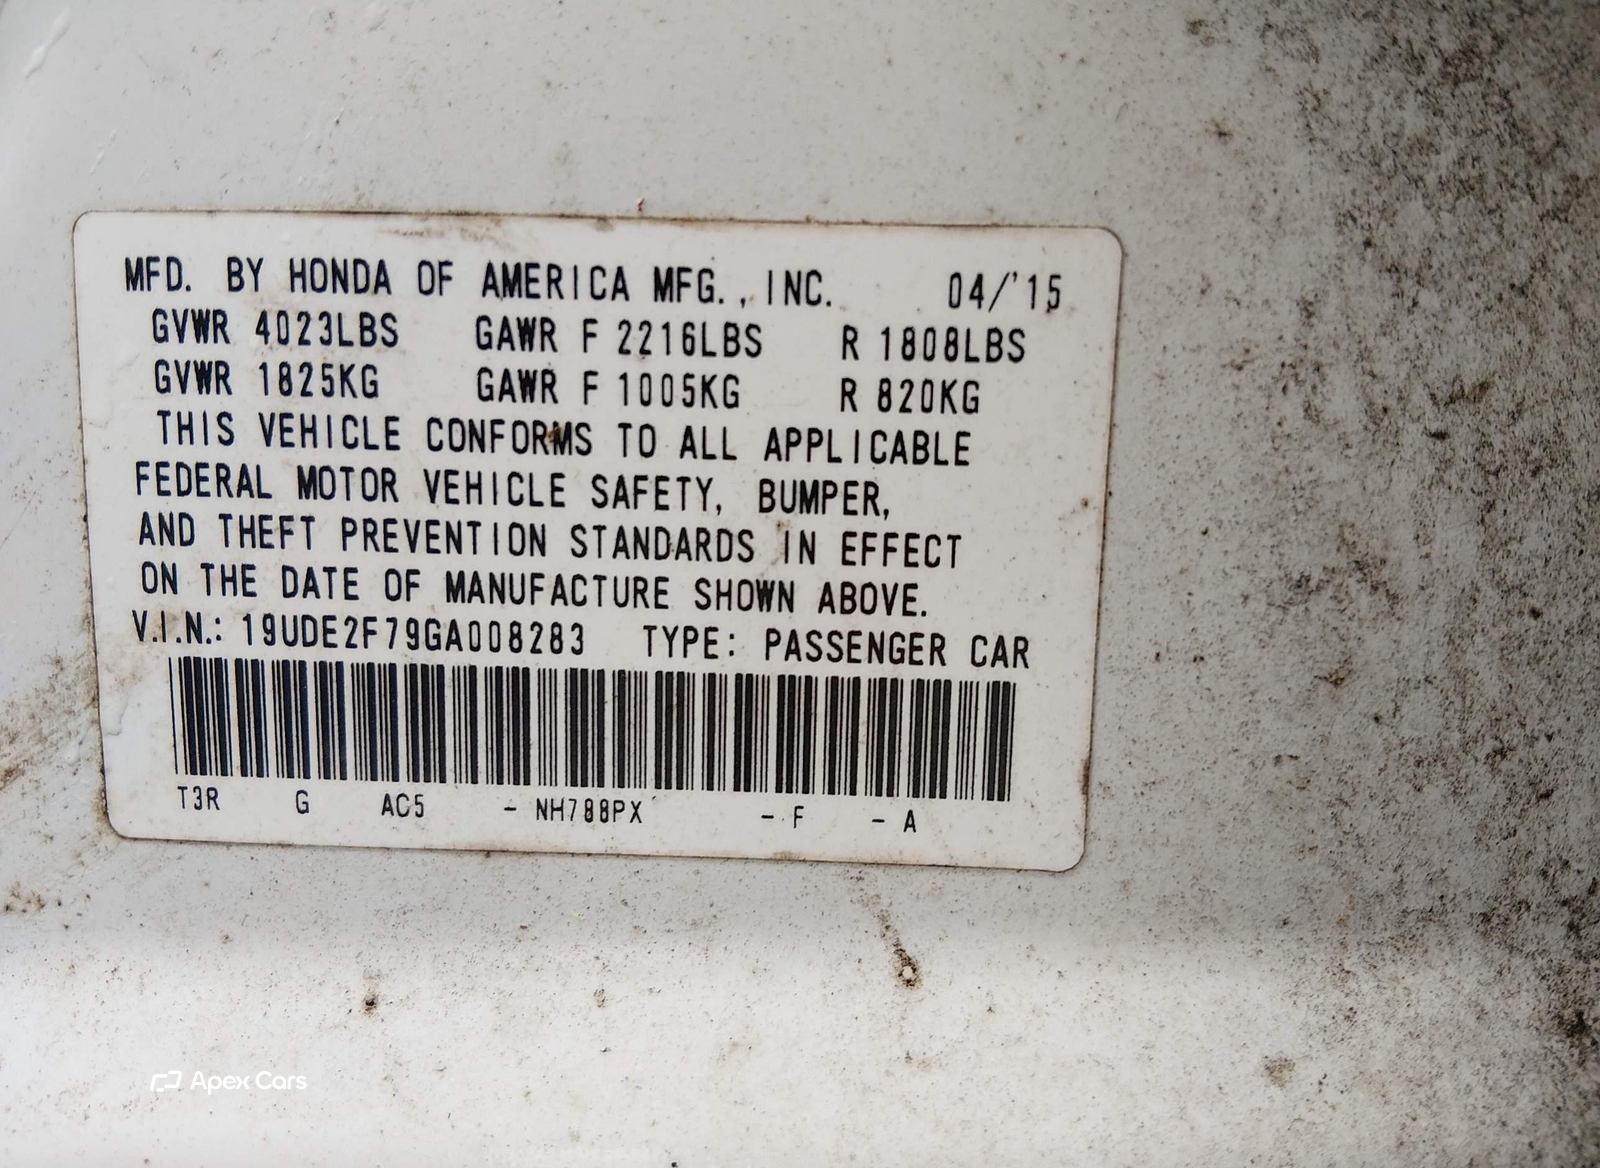 MFD. BY HONDA OF AMERICA MFG., INC. 04/'15
GVWR 4023LBS GAWR F 2216LBS R 1808LBS
GVWR 1825KG GAWR F 1005KG R 820KG
THIS VEHICLE CONFORMS TO ALL APPLICABLE
FEDERAL MOTOR VEHICLE SAFETY, BUMPER,
AND THEFT PREVENTION STANDARDS IN EFFECT
ON THE DATE OF MANUFACTURE SHOWN ABOVE.
V.I.N.: 19UDE2F79GA008283 TYPE: PASSENGER CAR
T3R G AC5 - NH788PX - F - A
Apex Cars